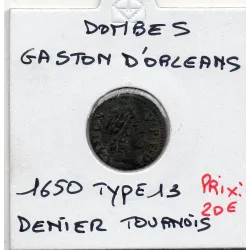 DOMBES
GASTON D'ORLEANS
1650 TYPE 13
Prix:
20€
DENIER TOURNOIS